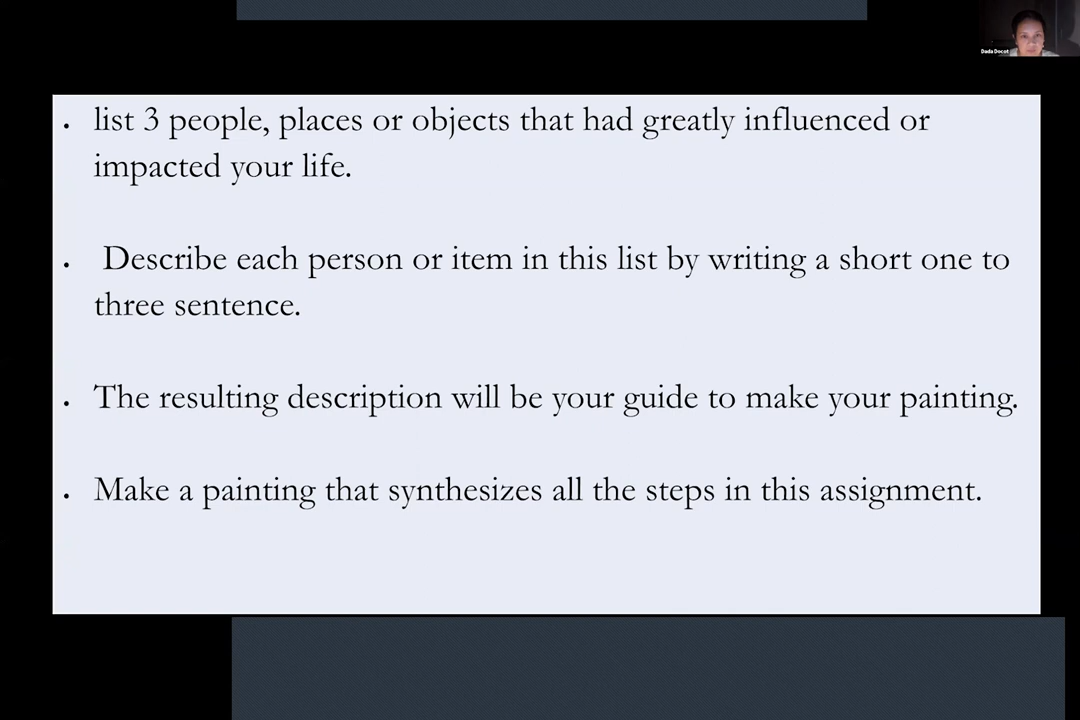 Dada Docot
• list 3 people, places or objects that had greatly influenced or
impacted your life.
• Describe each person or item in this list by writing a short one to
three sentence.
• The resulting description will be your guide to make your painting.
• Make a painting that synthesizes all the steps in this assignment.